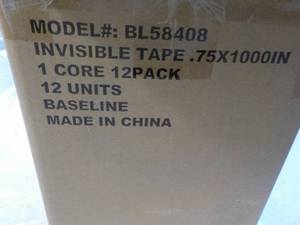 MODEL#: BL58408
INVISIBLE TAPE .75X1000IN
1 CORE 12PACK
12 UNITS
BASELINE
MADE IN CHINA